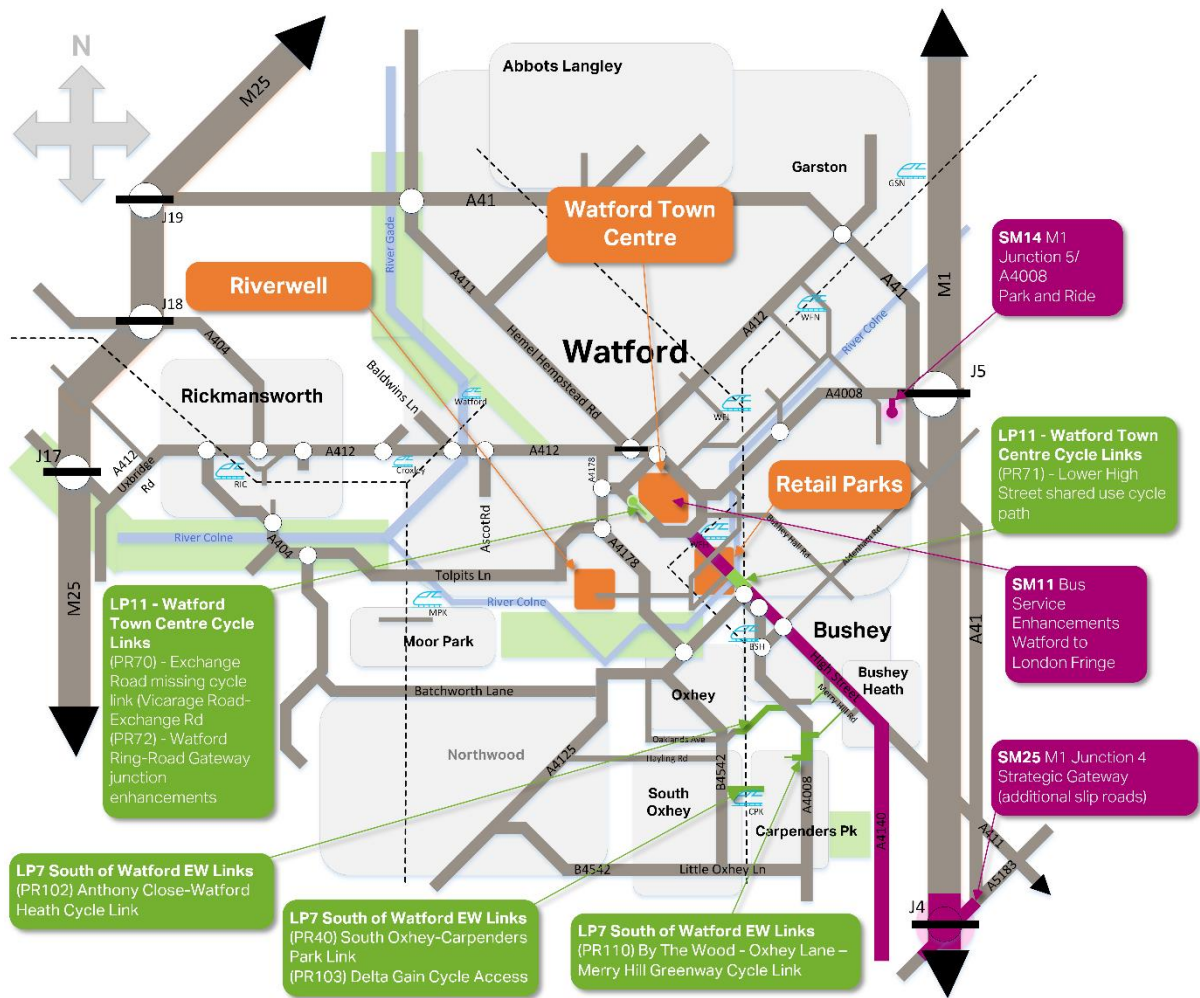 N
M25
Abbots Langley
Garston
GSN
J19
A41
Watford Town
Centre
River Gade
Riverwell
A411
A41
M1
SM14 M1
Junction 5/
A4008
Park and Ride
J18
A404
Hemel Hempstead Rd
A412
WFN
River Colne
Watford
Baldwins Ln
Rickmansworth
Watford
WFJ
A4008
J5
LP11 - Watford Town
Centre Cycle Links
(PR71) - Lower High
Street shared use cycle
path
J17
A412
Uxbridge
Rd
RIC
A412
Croxley
A412
A4178
Retail Parks
Ascot Rd
Bushey Hall Rd
Aldenham Rd
River Colne
A404
A4178
Tolpits Ln
M25
LP11 - Watford
Town Centre Cycle
Links
(PR70) - Exchange
Road missing cycle
link (Vicarage Road-
Exchange Rd
(PR72) - Watford
Ring-Road Gateway
junction
enhancements
MPK
River Colne
Moor Park
SM11 Bus
Service
Enhancements
Watford to
London Fringe
A41
BSH
Bushey
High Street
Bushey
Heath
Merry Hill Rd
Batchworth Lane
Oxhey
Oaklands Ave
Hayling Rd
Northwood
A4125
B4542
A4008
South
Oxhey
CPK
Carpenders Pk
A4140
SM25 M1 Junction 4
Strategic Gateway
(additional slip roads)
A411
A5183
B4542
Little Oxhey Ln
J4
LP7 South of Watford EW Links
(PR102) Anthony Close-Watford
Heath Cycle Link
LP7 South of Watford EW Links
(PR40) South Oxhey-Carpenders
Park Link
(PR103) Delta Gain Cycle Access
LP7 South of Watford EW Links
(PR110) By The Wood - Oxhey Lane –
Merry Hill Greenway Cycle Link